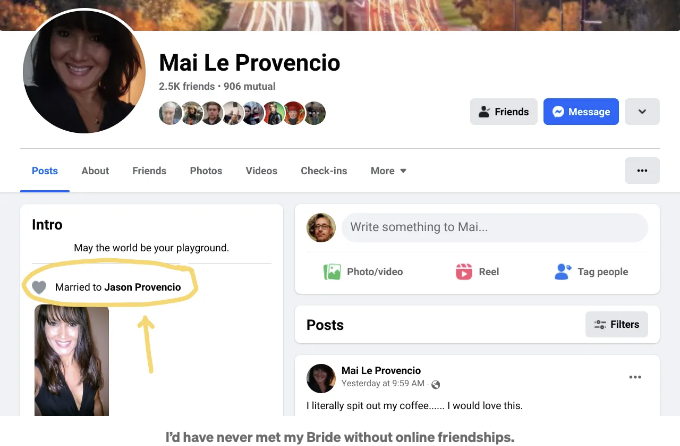 Mai Le Provencio
2.5K friends • 906 mutual
Friends
Message
Posts
About
Friends
Photos
Videos
Check-ins
More
Intro
May the world be your playground.
Married to Jason Provencio
Write something to Mai...
Photo/video
Reel
Tag people
Posts
Filters
Mai Le Provencio
Yesterday at 9:59 AM ·
I literally spit out my coffee...... I would love this.
I'd have never met my Bride without online friendships.